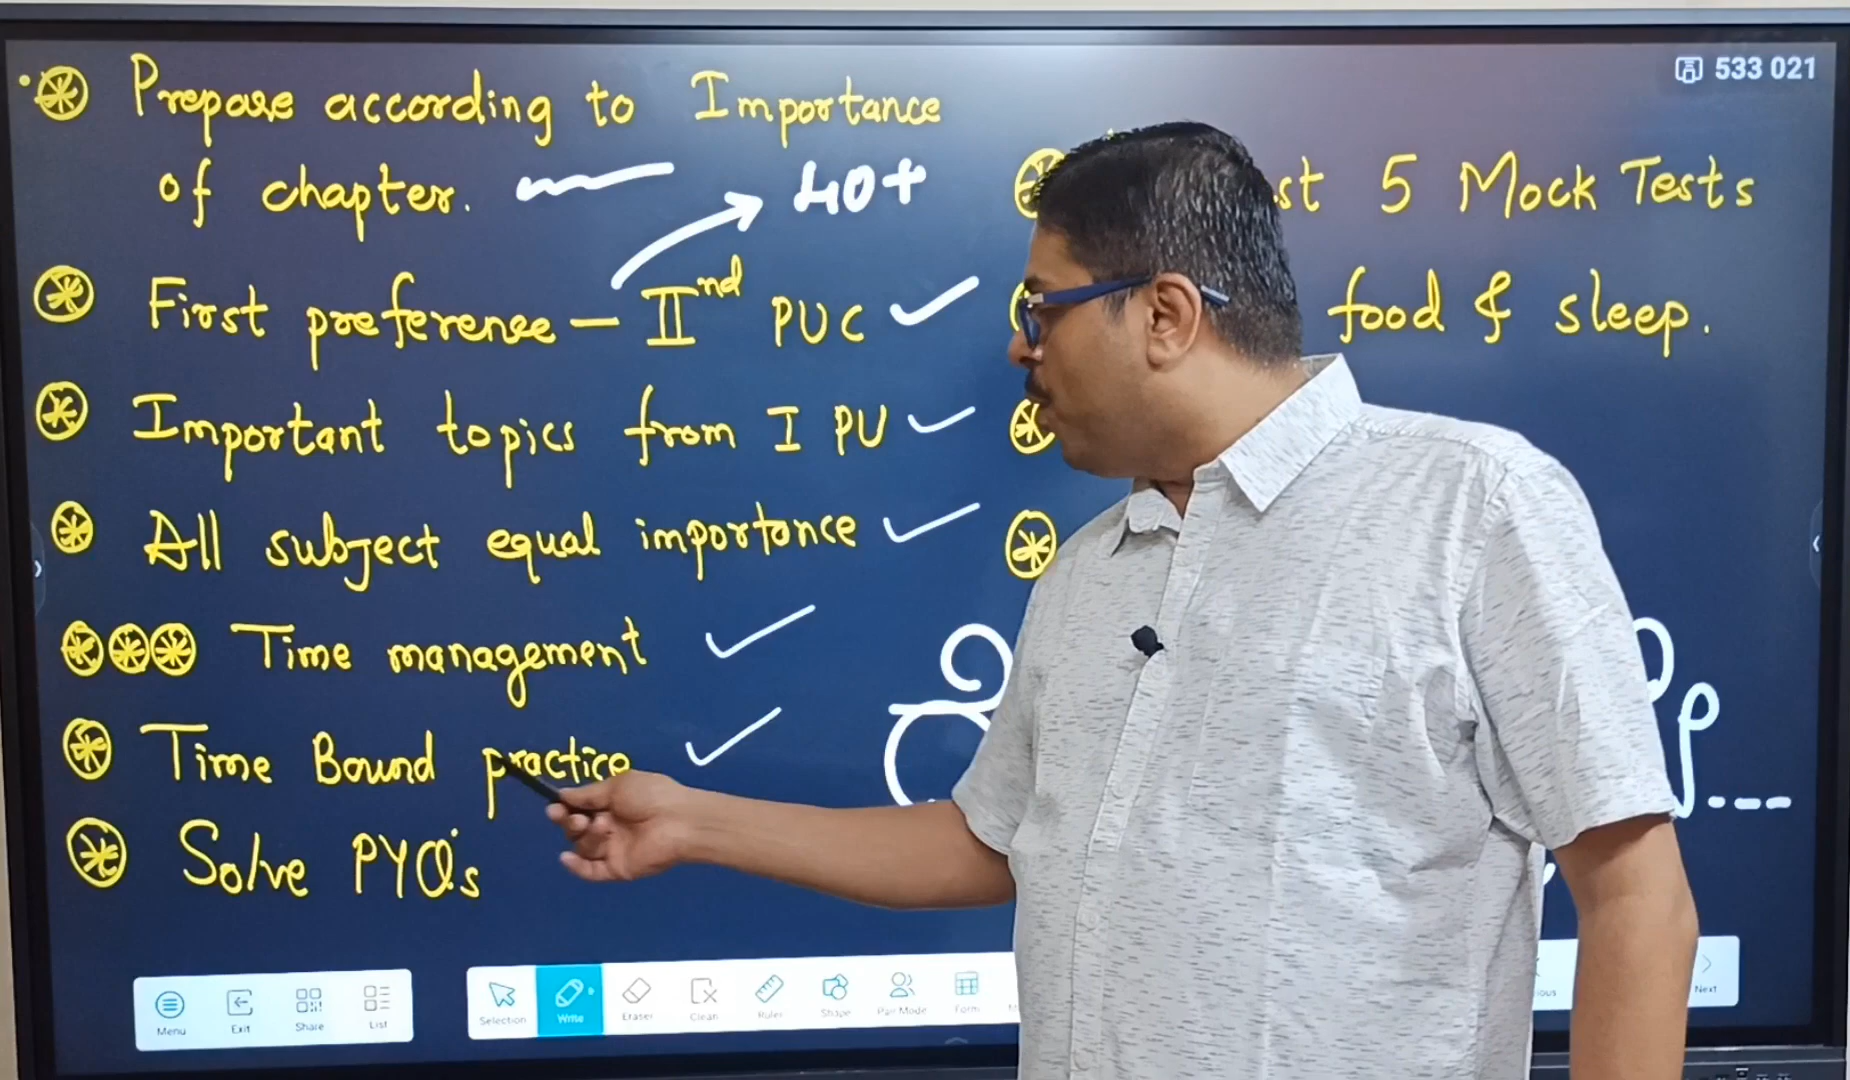 Prepare according to Importance
of chapter.
40+
First preference - IInd PUC
Important topics from I PU
All subject equal importance
Time management
Time Bound practice
Solve PYQ's
533 021
5 Mock Tests
food & sleep.
Menu
Exit
Share
List
Selection
Write
Eraser
Clean
Ruler
Shape
Pair Mode
Form
Next